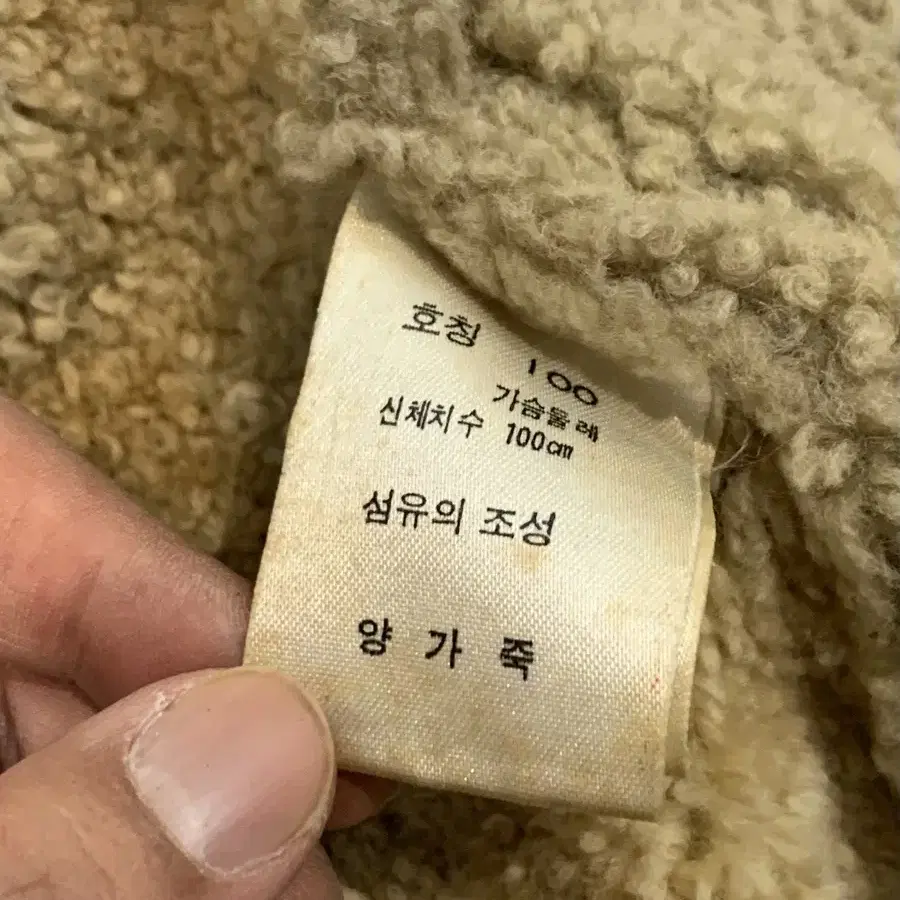 호칭 100
가슴둘레
신체치수 100cm
섬유의 조성
양 가 죽